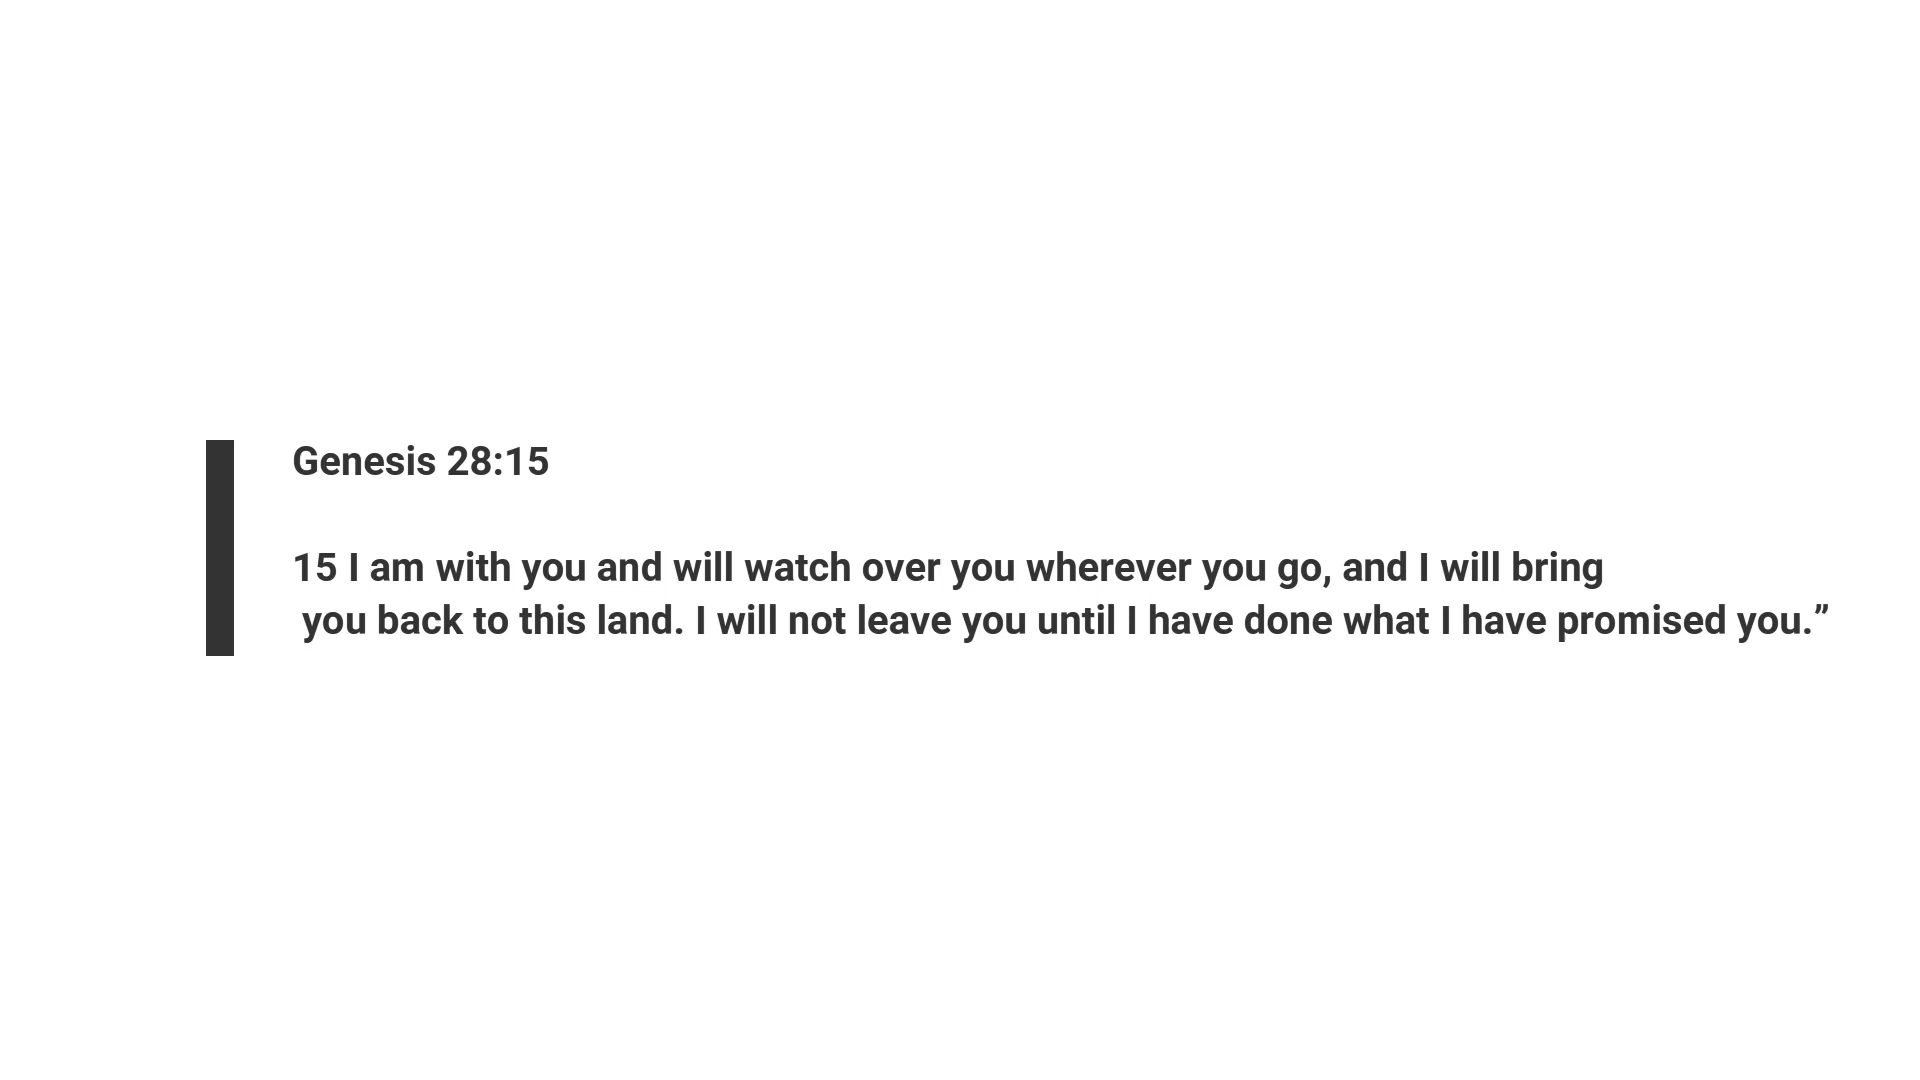 Genesis 28:15
15 I am with you and will watch over you wherever you go, and I will bring
you back to this land. I will not leave you until I have done what I have promised you.”